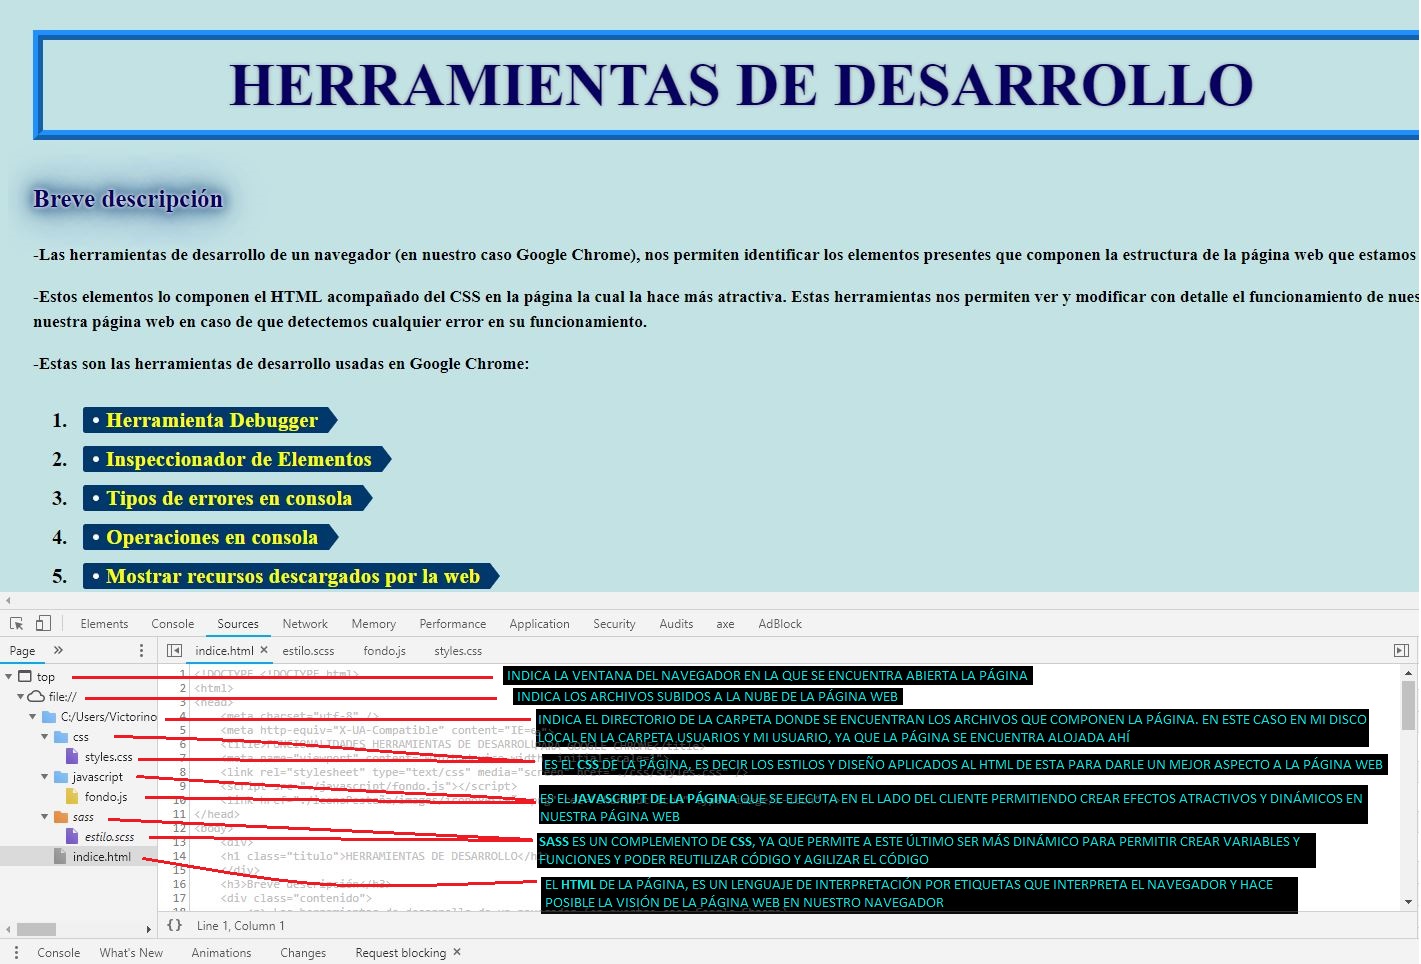 HERRAMIENTAS DE DESARROLLO
Breve descripción
-Las herramientas de desarrollo de un navegador (en nuestro caso Google Chrome), nos permiten identificar los elementos presentes que componen la estructura de la página web que estamos
-Estos elementos lo componen el HTML acompañado del CSS en la página la cual la hace más atractiva. Estas herramientas nos permiten ver y modificar con detalle el funcionamiento de nues
nuestra página web en caso de que detectemos cualquier error en su funcionamiento.
-Estas son las herramientas de desarrollo usadas en Google Chrome:
1. • Herramienta Debugger
2. • Inspeccionador de Elementos
3. • Tipos de errores en consola
4. • Operaciones en consola
5. • Mostrar recursos descargados por la web
Elements Console Sources Network Memory Performance Application Security Audits axe AdBlock
Page » indice.html × estilo.scss fondo.js styles.css
top
file://
C:/Users/Victorino
css
styles.css
javascript
fondo.js
sass
estilo.scss
indice.html
1 <!DOCTYPE <!DOCTYPE html>
2 <html>
3 <head>
4 <meta charset="utf-8" />
5 <meta http-equiv="X-UA-Compatible" content="IE=
6 <title>FUNCIONALIDADES HERRAMIENTAS DE DESARROLLO
7 <meta name="viewport"
8 <link rel="stylesheet" type="text/css" media="screen" href="./css/styles.css" />
9 <script src="./javascript/fondo.js"></script>
10 <link
11 </head>
12 <body>
13 <div>
14 <h1 class="titulo">HERRAMIENTAS DE DESARROLLO</h
15 </div>
16 <h3>Breve descripción</h3>
17 <div class="contenido">
18
INDICA LA VENTANA DEL NAVEGADOR EN LA QUE SE ENCUENTRA ABIERTA LA PÁGINA
INDICA LOS ARCHIVOS SUBIDOS A LA NUBE DE LA PÁGINA WEB
INDICA EL DIRECTORIO DE LA CARPETA DONDE SE ENCUENTRAN LOS ARCHIVOS QUE COMPONEN LA PÁGINA. EN ESTE CASO EN MI DISCO
LOCAL EN LA CARPETA USUARIOS Y MI USUARIO, YA QUE LA PÁGINA SE ENCUENTRA ALOJADA AHÍ
ES EL CSS DE LA PÁGINA, ES DECIR LOS ESTILOS Y DISEÑO APLICADOS AL HTML DE ESTA PARA DARLE UN MEJOR ASPECTO A LA PÁGINA WEB
ES EL JAVASCRIPT DE LA PÁGINA QUE SE EJECUTA EN EL LADO DEL CLIENTE PERMITIENDO CREAR EFECTOS ATRACTIVOS Y DINÁMICOS EN
NUESTRA PÁGINA WEB
SASS ES UN COMPLEMENTO DE CSS, YA QUE PERMITE A ESTE ÚLTIMO SER MÁS DINÁMICO PARA PERMITIR CREAR VARIABLES Y
FUNCIONES Y PODER REUTILIZAR CÓDIGO Y AGILIZAR EL CÓDIGO
EL HTML DE LA PÁGINA, ES UN LENGUAJE DE INTERPRETACIÓN POR ETIQUETAS QUE INTERPRETA EL NAVEGADOR Y HACE
POSIBLE LA VISIÓN DE LA PÁGINA WEB EN NUESTRO NAVEGADOR
{} Line 1, Column 1
Console What's New Animations Changes Request blocking ×